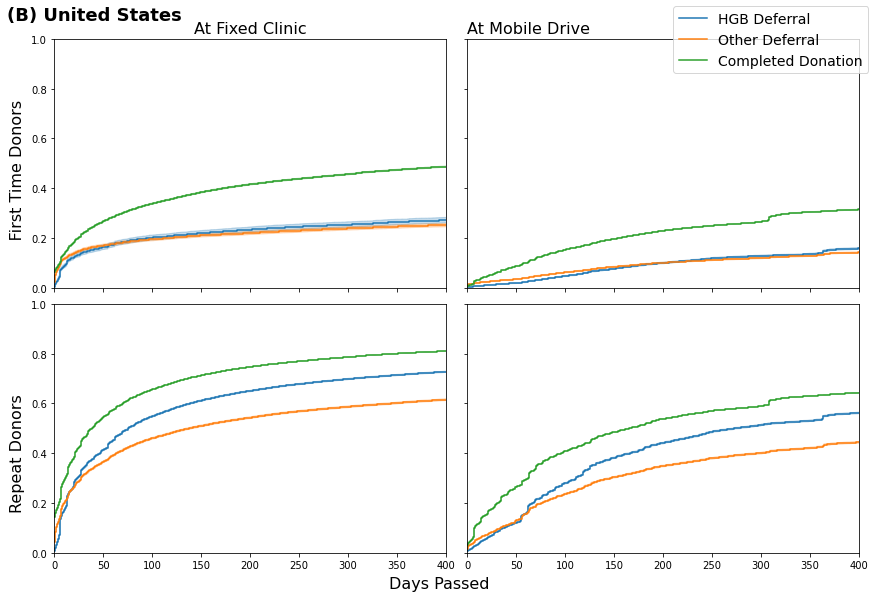 (B) United States
At Fixed Clinic
At Mobile Drive
HGB Deferral
Other Deferral
Completed Donation
First Time Donors
1.0
0.8
0.6
0.4
0.2
0.0
Repeat Donors
1.0
0.8
0.6
0.4
0.2
0.0
0 50 100 150 200 250 300 350 400
0 50 100 150 200 250 300 350 400
Days Passed